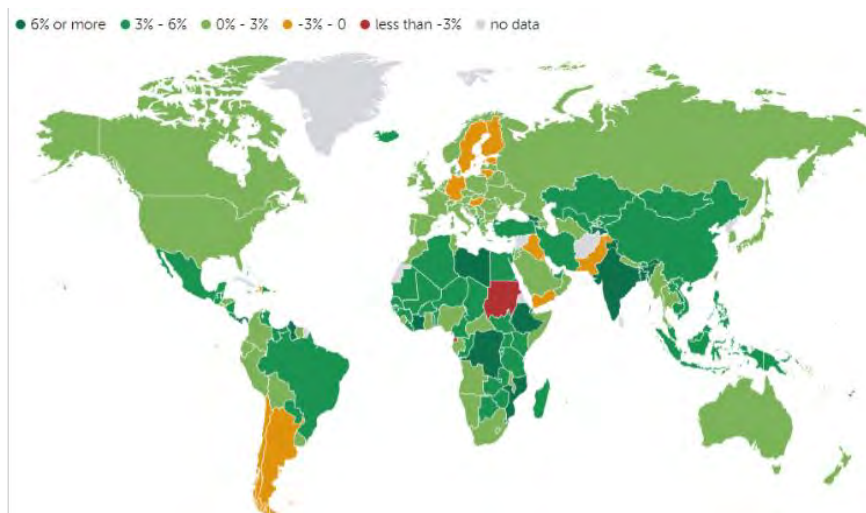 6% or more 3% - 6% 0% - 3% -3% - 0 less than -3% no data